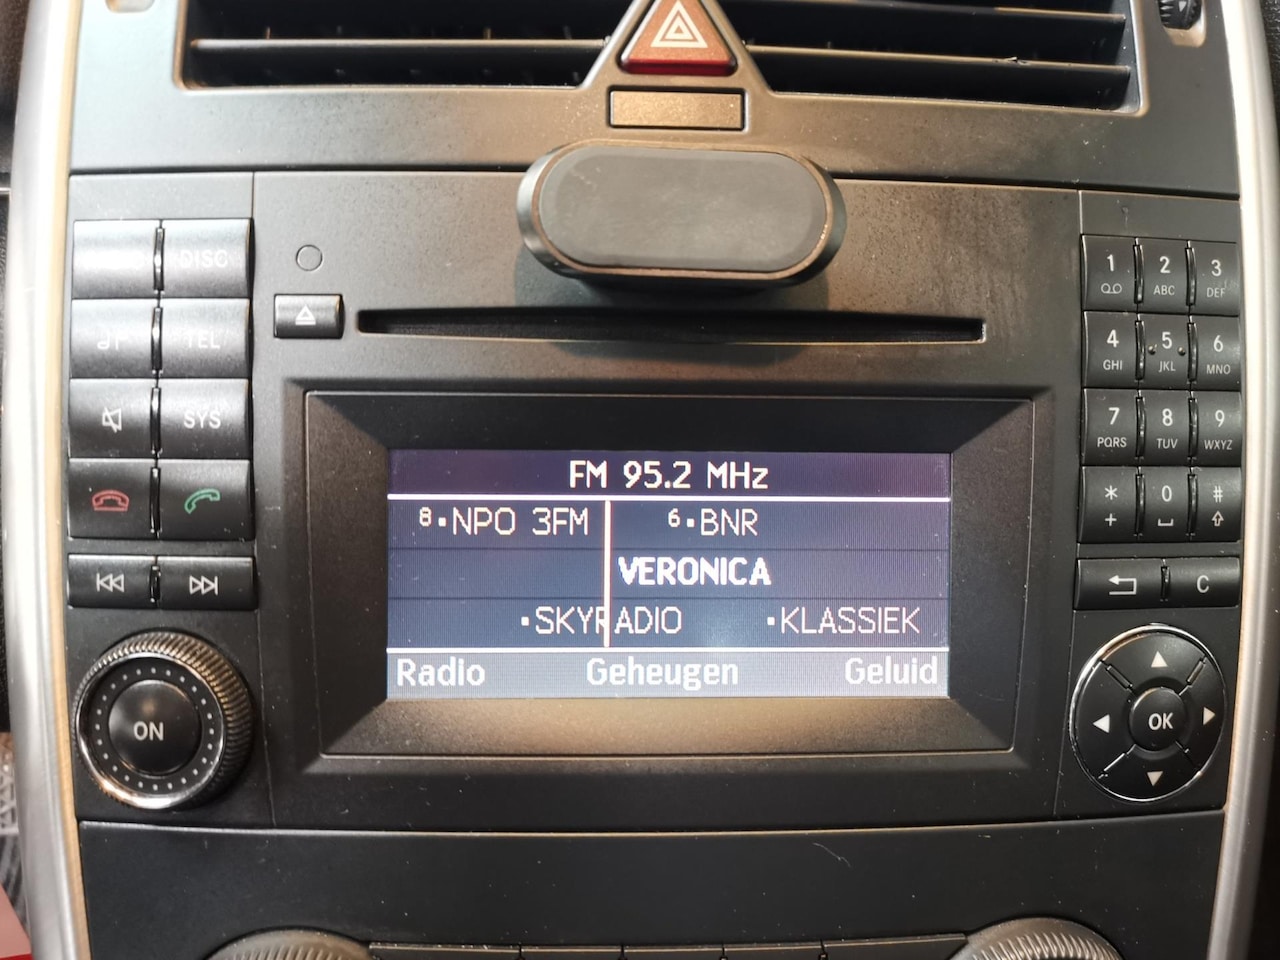 DISC
TEL
SYS
ON
FM 95.2 MHz
8 NPO 3FM 6 BNR
VERONICA
SKYRADIO KLASSIEK
Radio Geheugen Geluid
1 2 3
ABC DEF
4 5 6
GHI JKL MNO
7 8 9
PQRS TUV WXYZ
* 0 #
+
C
OK